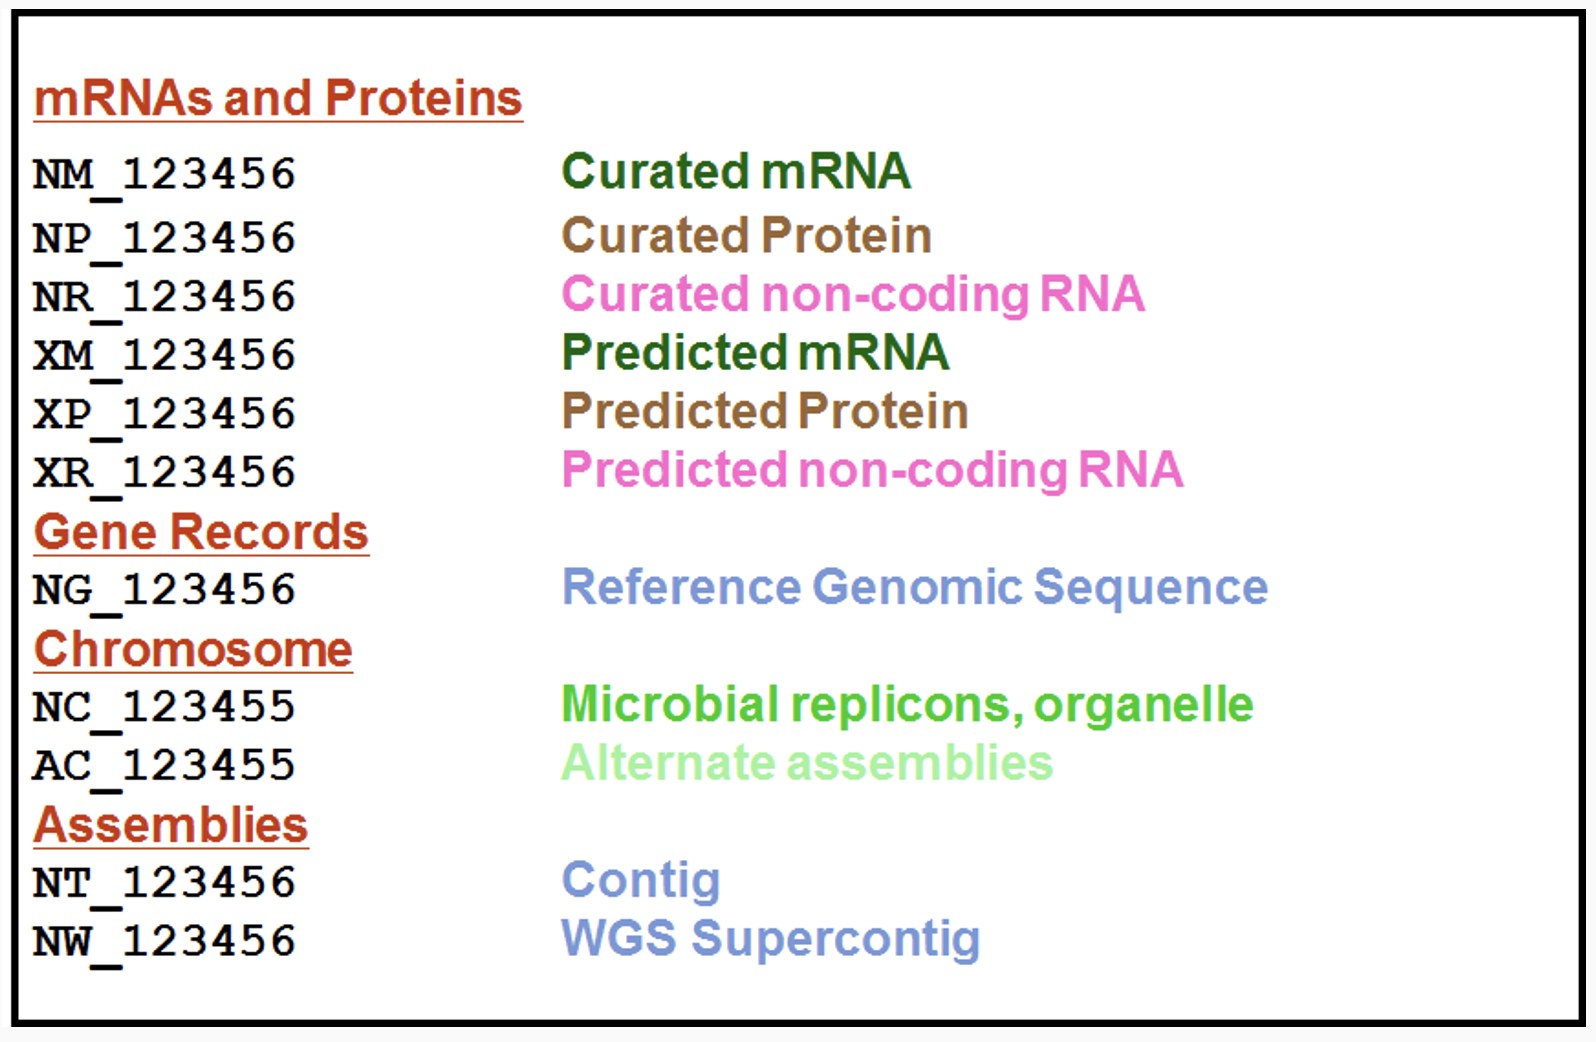 mRNAs and Proteins
NM_123456 Curated mRNA
NP_123456 Curated Protein
NR_123456 Curated non-coding RNA
XM_123456 Predicted mRNA
XP_123456 Predicted Protein
XR_123456 Predicted non-coding RNA
Gene Records
NG_123456 Reference Genomic Sequence
Chromosome
NC_123455 Microbial replicons, organelle
AC_123455 Alternate assemblies
Assemblies
NT_123456 Contig
NW_123456 WGS Supercontig